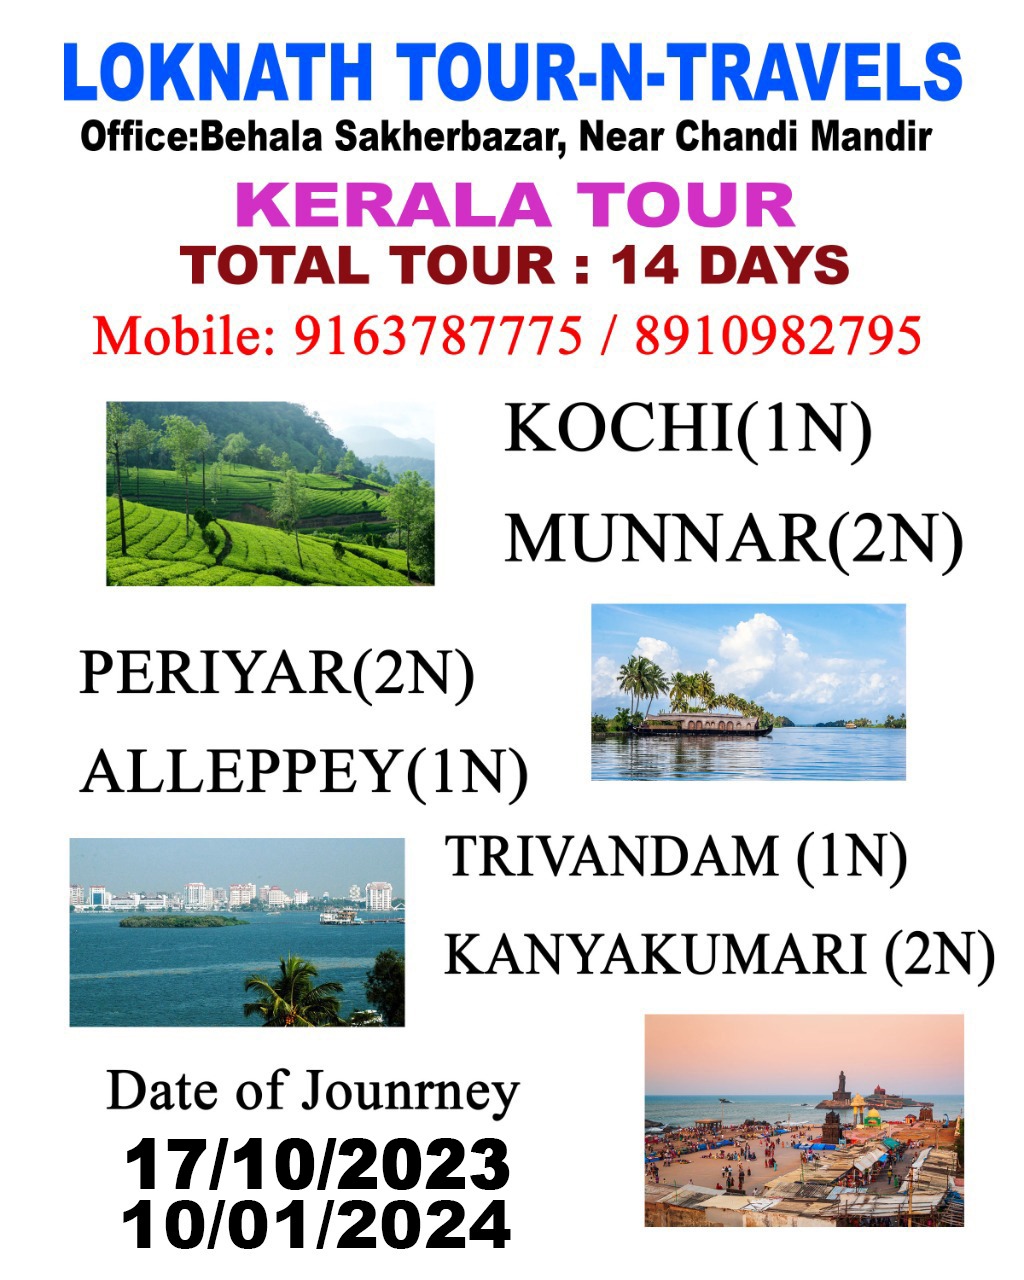 LOKNATH TOUR-N-TRAVELS
Office:Behala Sakherbazar, Near Chandi Mandir
KERALA TOUR
TOTAL TOUR : 14 DAYS
Mobile: 9163787775 / 8910982795
KOCHI(1N)
MUNNAR(2N)
PERIYAR(2N)
ALLEPPEY(1N)
TRIVANDAM (1N)
KANYAKUMARI (2N)
Date of Jounrney
17/10/2023
10/01/2024